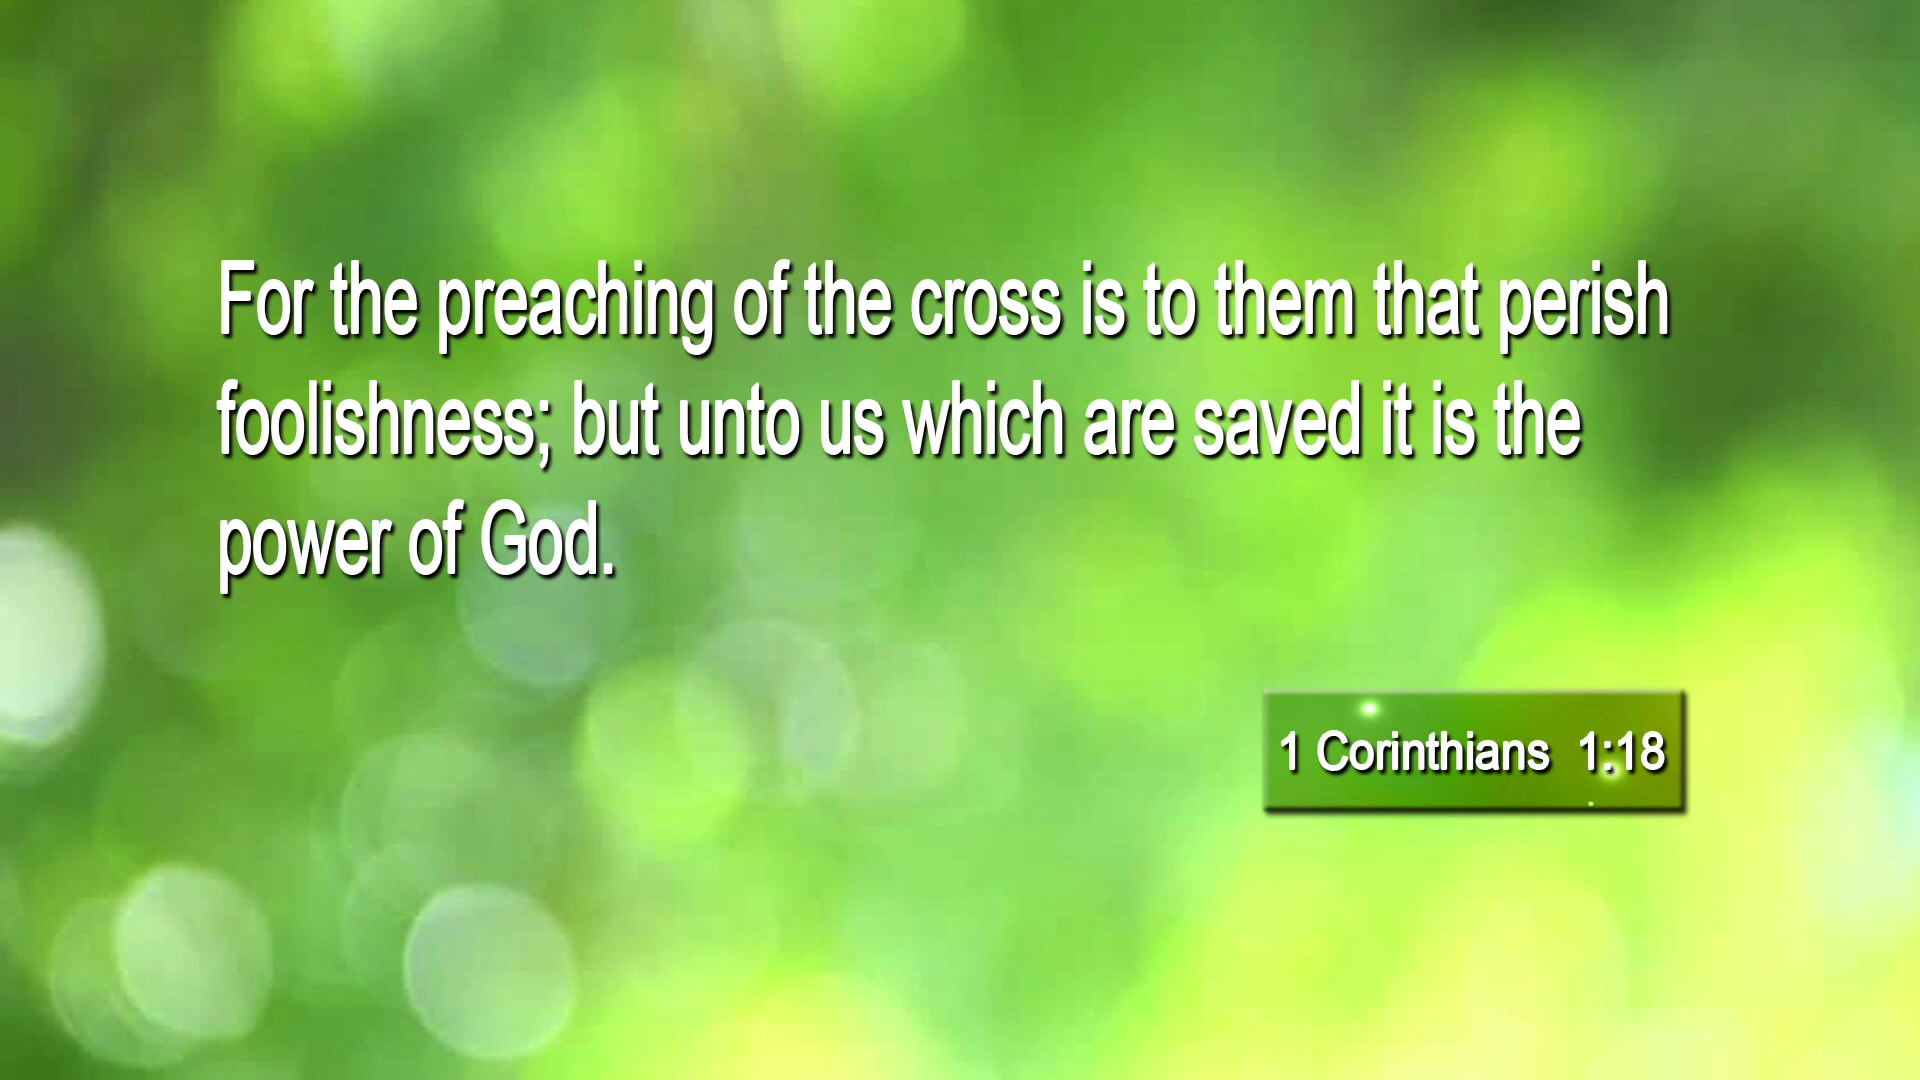 For the preaching of the cross is to them that perish
foolishness; but unto us which are saved it is the
power of God.
1 Corinthians 1:18